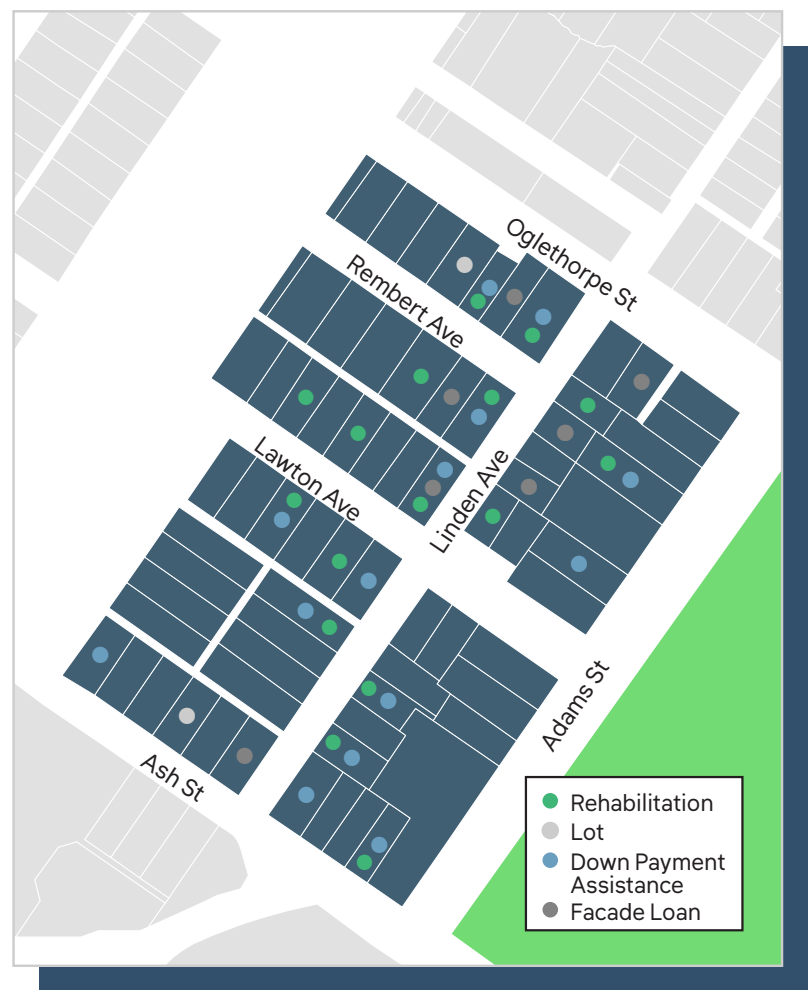 Oglethorpe St
Rembert Ave
Lawton Ave
Linden Ave
Adams St
Ash St
Rehabilitation
Lot
Down Payment
Assistance
Facade Loan